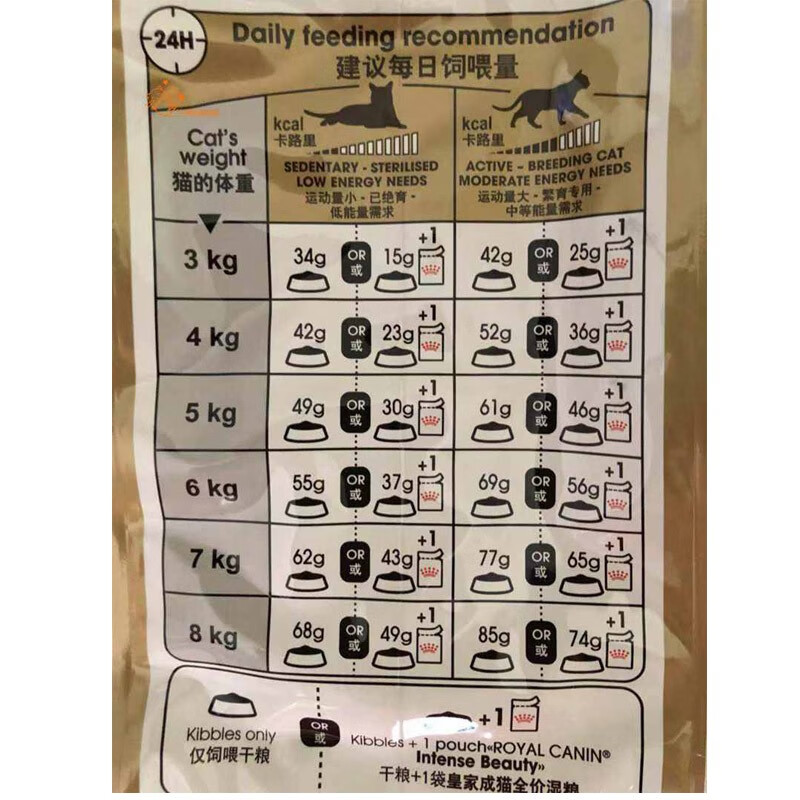 24H
Daily feeding recommendation
建议每日饲喂量
Cat's
weight
猫的体重
kcal
卡路里
SEDENTARY - STERILISED
LOW ENERGY NEEDS
运动量小 - 已绝育 -
低能量需求
kcal
卡路里
ACTIVE - BREEDING CAT
MODERATE ENERGY NEEDS
运动量大 - 繁育专用 -
中等能量需求
3 kg 34g OR 或 15g +1 42g OR 或 25g +1
4 kg 42g OR 或 23g +1 52g OR 或 36g +1
5 kg 49g OR 或 30g +1 61g OR 或 46g +1
6 kg 55g OR 或 37g +1 69g OR 或 56g +1
7 kg 62g OR 或 43g +1 77g OR 或 65g +1
8 kg 68g OR 或 49g +1 85g OR 或 74g +1
Kibbles only
仅饲喂干粮
OR
或
+1
Kibbles + 1 pouch«ROYAL CANIN®
Intense Beauty»
干粮+1袋皇家成猫全价湿粮